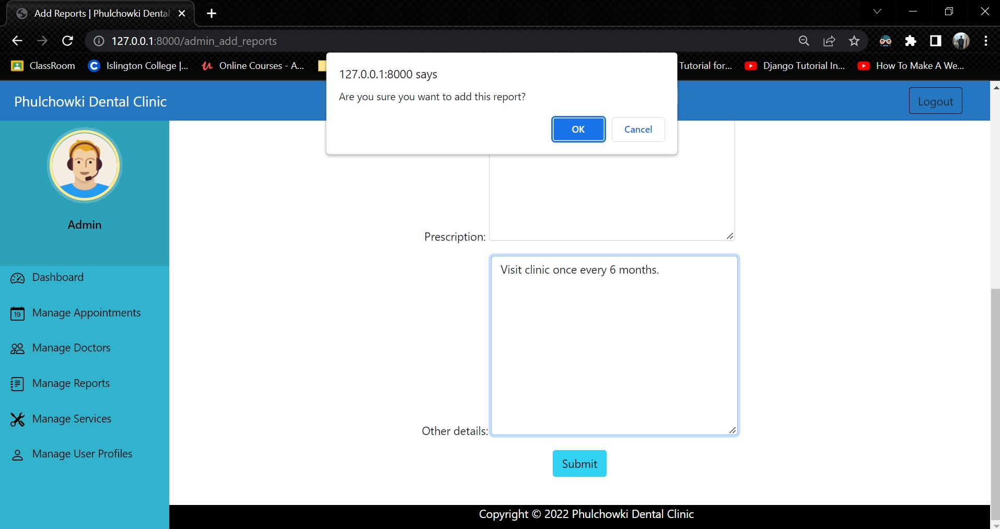 Add Reports | Phulchowki Dental
127.0.0.1:8000/admin_add_reports
ClassRoom
Islington College |...
Online Courses - A...
Tutorial for...
Django Tutorial In...
How To Make A We...
127.0.0.1:8000 says
Are you sure you want to add this report?
OK
Cancel
Phulchowki Dental Clinic
Logout
Admin
Dashboard
19
Manage Appointments
Manage Doctors
Manage Reports
Manage Services
Manage User Profiles
Prescription:
Visit clinic once every 6 months.
Other details:
Submit
Copyright © 2022 Phulchowki Dental Clinic